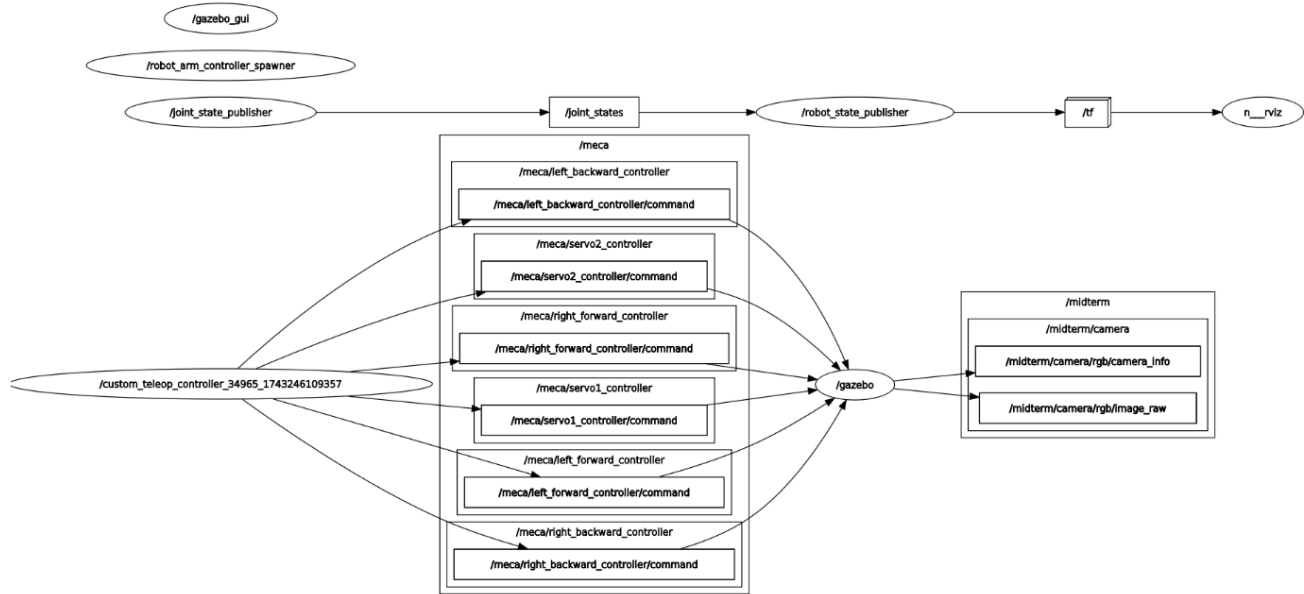 /gazebo_gui
/robot_arm_controller_spawner
/joint_state_publisher
/joint_states
/robot_state_publisher
/tf
n___rviz
/meca
/meca/left_backward_controller
/meca/left_backward_controller/command
/meca/servo2_controller
/meca/servo2_controller/command
/meca/right_forward_controller
/meca/right_forward_controller/command
/meca/servo1_controller
/meca/servo1_controller/command
/meca/left_forward_controller
/meca/left_forward_controller/command
/meca/right_backward_controller
/meca/right_backward_controller/command
/custom_teleop_controller_34965_1743246109357
/gazebo
/midterm
/midterm/camera
/midterm/camera/rgb/camera_info
/midterm/camera/rgb/image_raw